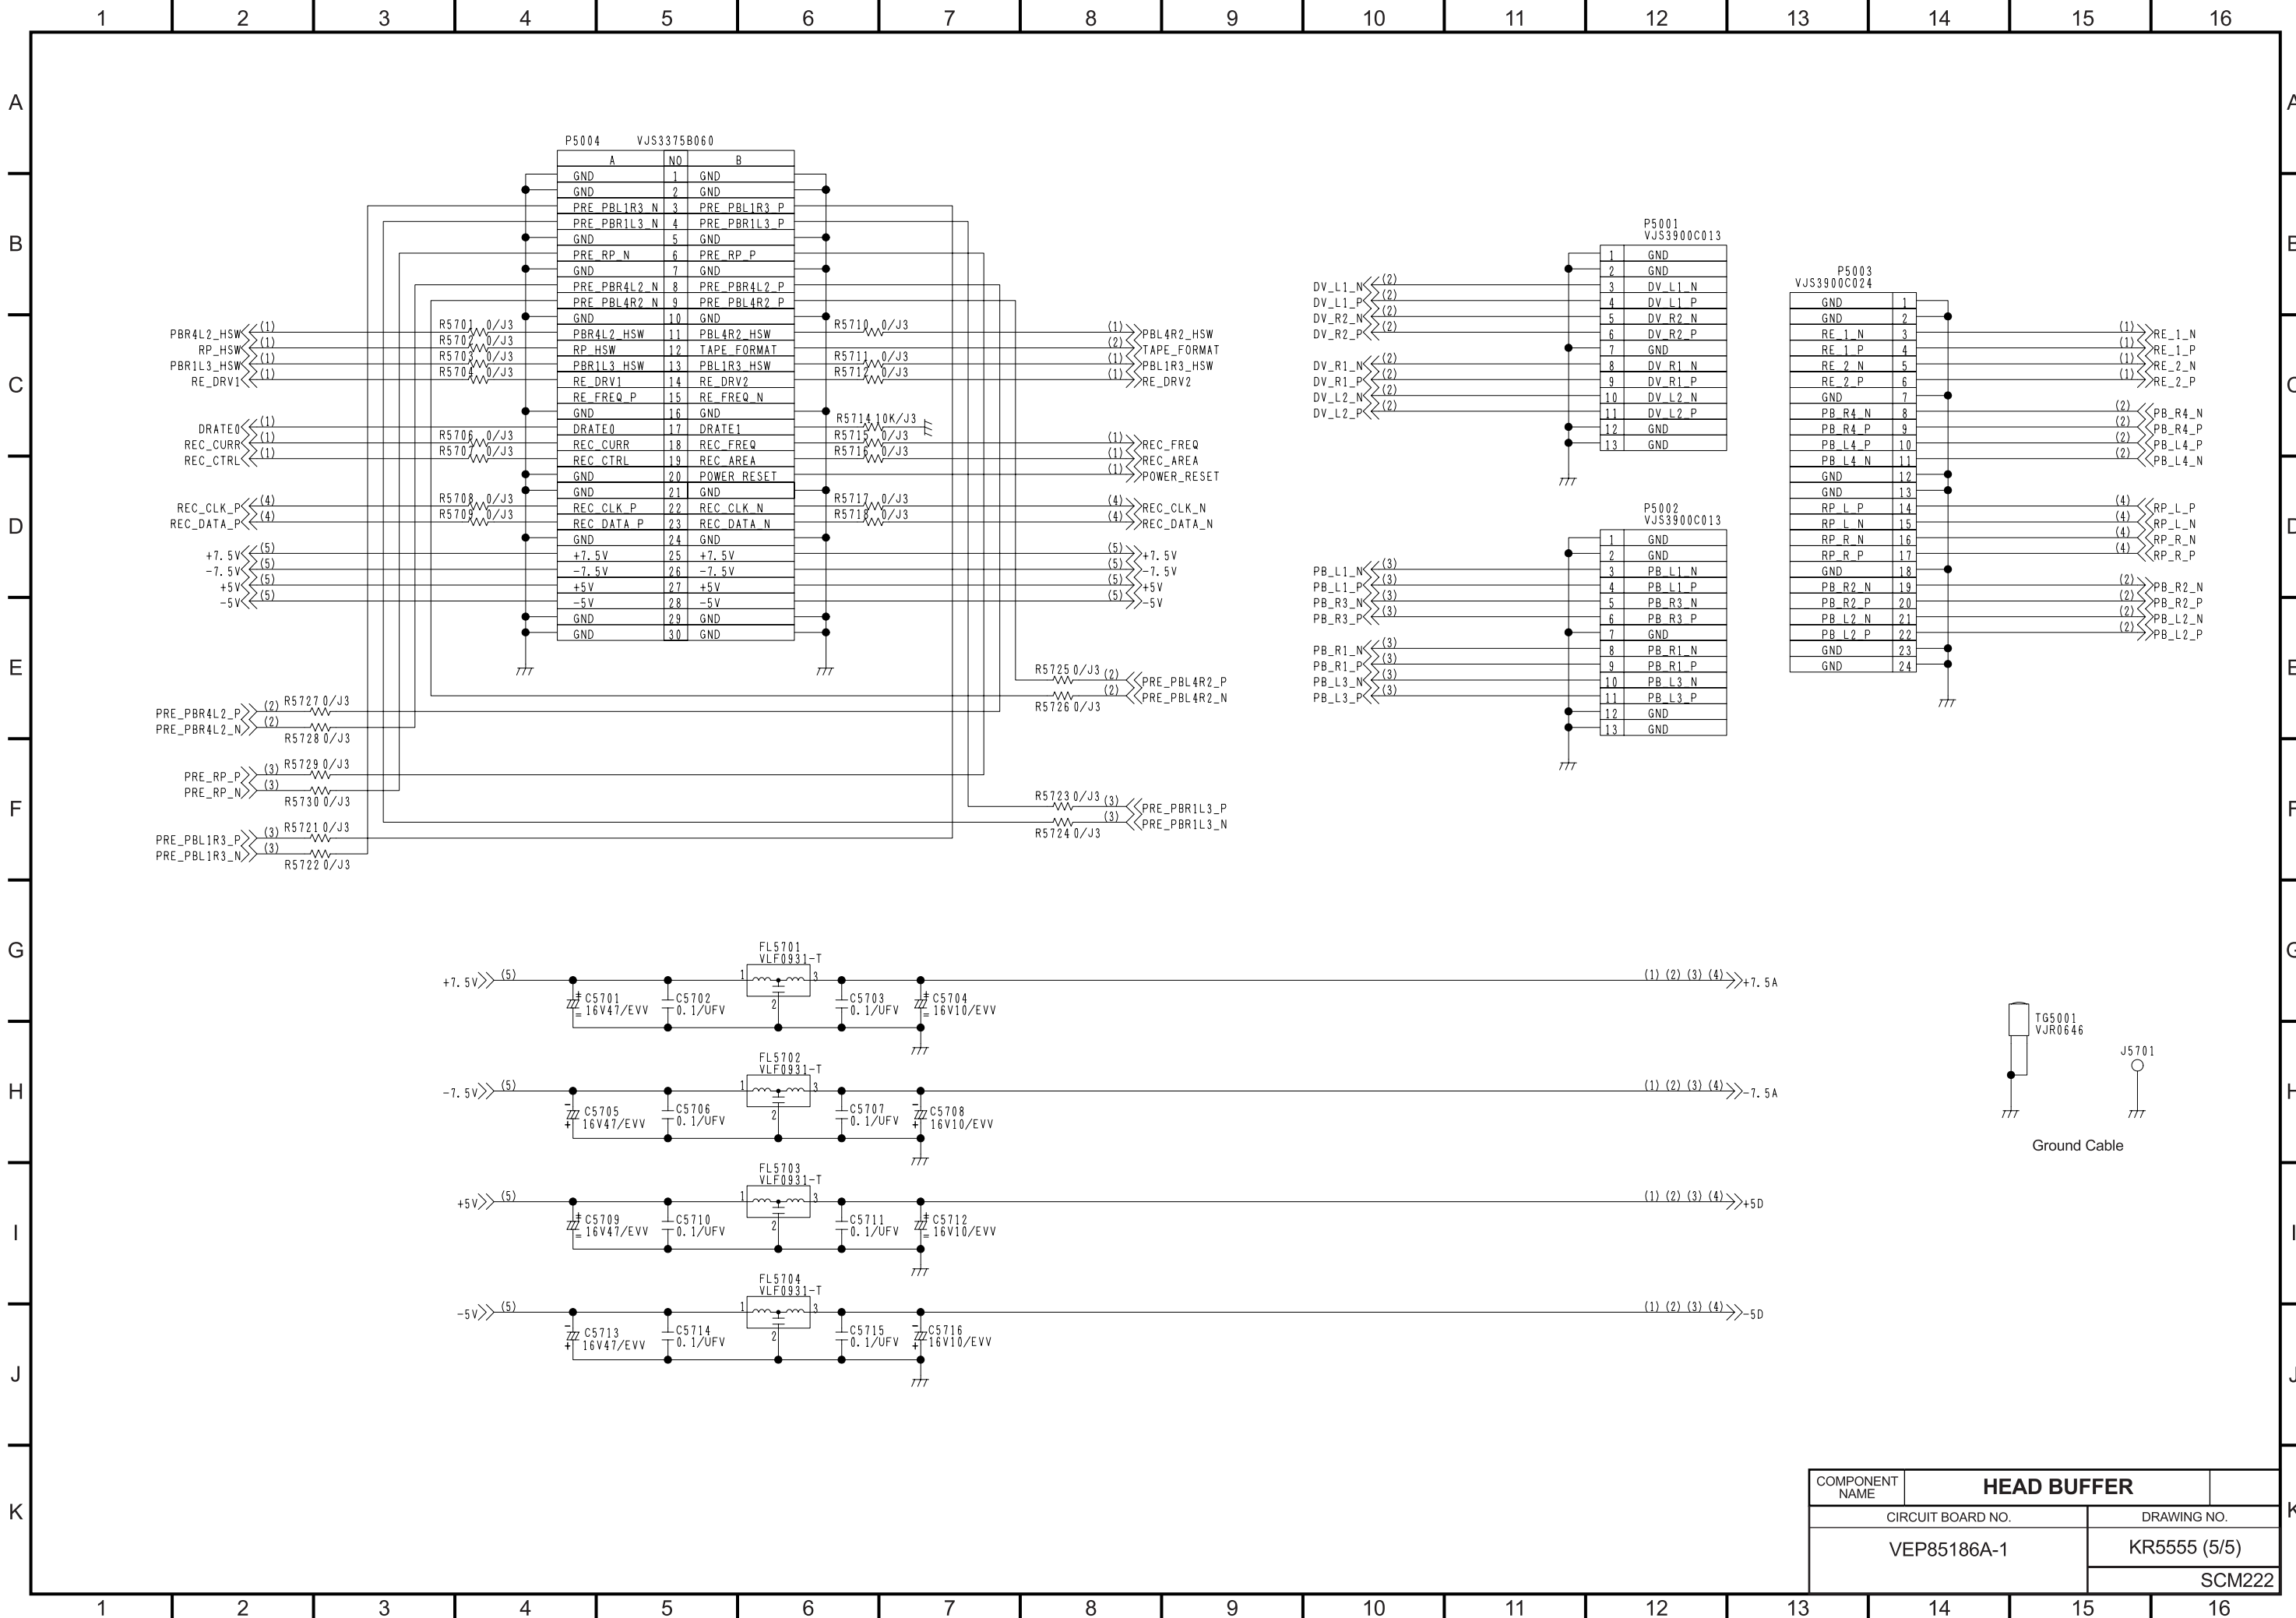 1 2 3 4 5 6 7 8 9 10 11 12 13 14 15 16
A
B
C
D
E
F
G
H
I
J
K
P5004 VJS3375B060
A NO B
GND 1 GND
GND 2 GND
PRE_PBL1R3_N 3 PRE_PBL1R3_P
PRE_PBR1L3_N 4 PRE_PBR1L3_P
GND 5 GND
PRE_RP_N 6 PRE_RP_P
GND 7 GND
PRE_PBR4L2_N 8 PRE_PBR4L2_P
PRE_PBL4R2_N 9 PRE_PBL4R2_P
GND 10 GND
PBR4L2_HSW 11 PBL4R2_HSW
RP_HSW 12 TAPE_FORMAT
PBR1L3_HSW 13 PBL1R3_HSW
RE_DRV1 14 RE_DRV2
RE_FREQ_P 15 RE_FREQ_N
GND 16 GND
DRATE0 17 DRATE1
REC_CURR 18 REC_FREQ
REC_CTRL 19 REC_AREA
GND 20 POWER_RESET
GND 21 GND
REC_CLK_P 22 REC_CLK_N
REC_DATA_P 23 REC_DATA_N
GND 24 GND
+7.5V 25 +7.5V
-7.5V 26 -7.5V
+5V 27 +5V
-5V 28 -5V
GND 29 GND
GND 30 GND
PBR4L2_HSW (1) R5701 0/J3
RP_HSW (1) R5702 0/J3
PBR1L3_HSW (1) R5703 0/J3
RE_DRV1 (1) R5704 0/J3
DRATE0 (1)
REC_CURR (1) R5706 0/J3
REC_CTRL (1) R5707 0/J3
REC_CLK_P (4) R5708 0/J3
REC_DATA_P (4) R5709 0/J3
+7.5V (5)
-7.5V (5)
+5V (5)
-5V (5)
R5710 0/J3 (1) PBL4R2_HSW
(2) TAPE_FORMAT
R5711 0/J3 (1) PBL1R3_HSW
R5712 0/J3 (1) RE_DRV2
R5714 10K/J3
R5715 0/J3 (1) REC_FREQ
R5716 0/J3 (1) REC_AREA
(1) POWER_RESET
R5717 0/J3 (4) REC_CLK_N
R5718 0/J3 (4) REC_DATA_N
(5) +7.5V
(5) -7.5V
(5) +5V
(5) -5V
R5725 0/J3 (2) PRE_PBL4R2_P
(2) PRE_PBL4R2_N
R5726 0/J3
PRE_PBR4L2_P (2) R5727 0/J3
PRE_PBR4L2_N (2)
R5728 0/J3
PRE_RP_P (3) R5729 0/J3
PRE_RP_N (3)
R5730 0/J3
R5723 0/J3 (3) PRE_PBR1L3_P
(3) PRE_PBR1L3_N
R5724 0/J3
PRE_PBL1R3_P (3) R5721 0/J3
PRE_PBL1R3_N (3)
R5722 0/J3
P5001
VJS3900C013
1 GND
2 GND
DV_L1_N (2) 3 DV_L1_N
DV_L1_P (2) 4 DV_L1_P
DV_R2_N (2) 5 DV_R2_N
DV_R2_P (2) 6 DV_R2_P
7 GND
DV_R1_N (2) 8 DV_R1_N
DV_R1_P (2) 9 DV_R1_P
DV_L2_N (2) 10 DV_L2_N
DV_L2_P (2) 11 DV_L2_P
12 GND
13 GND
P5002
VJS3900C013
1 GND
2 GND
PB_L1_N (3) 3 PB_L1_N
PB_L1_P (3) 4 PB_L1_P
PB_R3_N (3) 5 PB_R3_N
PB_R3_P (3) 6 PB_R3_P
7 GND
PB_R1_N (3) 8 PB_R1_N
PB_R1_P (3) 9 PB_R1_P
PB_L3_N (3) 10 PB_L3_N
PB_L3_P (3) 11 PB_L3_P
12 GND
13 GND
P5003
VJS3900C024
GND 1
GND 2
RE_1_N 3 (1) RE_1_N
RE_1_P 4 (1) RE_1_P
RE_2_N 5 (1) RE_2_N
RE_2_P 6 (1) RE_2_P
GND 7
PB_R4_N 8 (2) PB_R4_N
PB_R4_P 9 (2) PB_R4_P
PB_L4_P 10 (2) PB_L4_P
PB_L4_N 11 (2) PB_L4_N
GND 12
GND 13
RP_L_P 14 (4) RP_L_P
RP_L_N 15 (4) RP_L_N
RP_R_N 16 (4) RP_R_N
RP_R_P 17 (4) RP_R_P
GND 18
PB_R2_N 19 (2) PB_R2_N
PB_R2_P 20 (2) PB_R2_P
PB_L2_N 21 (2) PB_L2_N
PB_L2_P 22 (2) PB_L2_P
GND 23
GND 24
FL5701
VLF0931-T
+7.5V (5) 1 3 (1) (2) (3) (4) +7.5A
+ C5701 C5702 2 C5703 + C5704
= 16V47/EVV 0.1/UFV 0.1/UFV = 16V10/EVV
FL5702
VLF0931-T
-7.5V (5) 1 3 (1) (2) (3) (4) -7.5A
- C5705 C5706 2 C5707 - C5708
+ 16V47/EVV 0.1/UFV 0.1/UFV + 16V10/EVV
FL5703
VLF0931-T
+5V (5) 1 3 (1) (2) (3) (4) +5D
+ C5709 C5710 2 C5711 + C5712
= 16V47/EVV 0.1/UFV 0.1/UFV = 16V10/EVV
FL5704
VLF0931-T
-5V (5) 1 3 (1) (2) (3) (4) -5D
- C5713 C5714 2 C5715 - C5716
+ 16V47/EVV 0.1/UFV 0.1/UFV + 16V10/EVV
TG5001
VJR0646
J5701
Ground Cable
COMPONENT NAME HEAD BUFFER
CIRCUIT BOARD NO. DRAWING NO.
VEP85186A-1 KR5555 (5/5)
SCM222
A
B
C
D
E
F
G
H
I
J
K
1 2 3 4 5 6 7 8 9 10 11 12 13 14 15 16